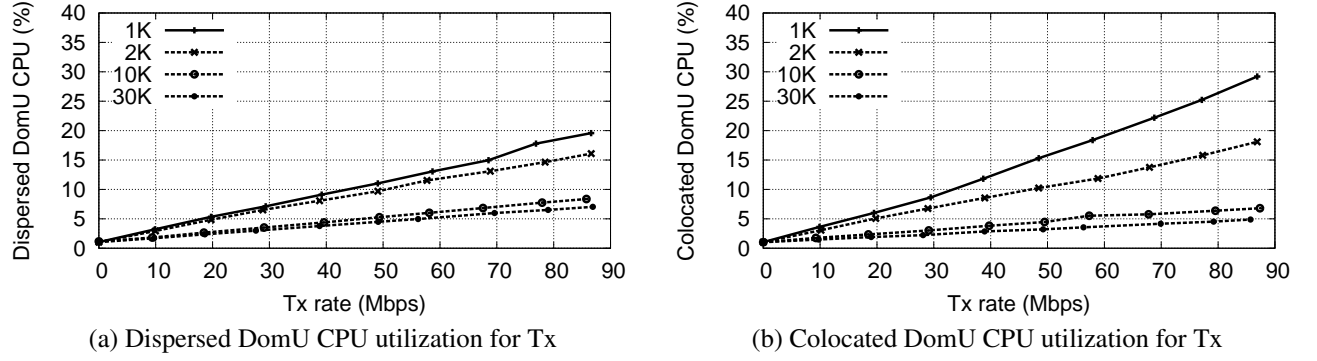 Dispersed DomU CPU (%)
40
35
30
25
20
15
10
5
0
1K
2K
10K
30K
0 10 20 30 40 50 60 70 80 90
Tx rate (Mbps)
(a) Dispersed DomU CPU utilization for Tx
Colocated DomU CPU (%)
40
35
30
25
20
15
10
5
0
1K
2K
10K
30K
0 10 20 30 40 50 60 70 80 90
Tx rate (Mbps)
(b) Colocated DomU CPU utilization for Tx